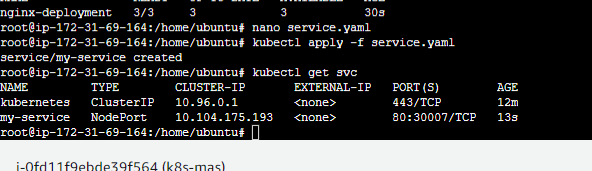 nginx-deployment 3/3 3 3 30s
root@ip-172-31-69-164:/home/ubuntu# nano service.yaml
root@ip-172-31-69-164:/home/ubuntu# kubectl apply -f service.yaml
service/my-service created
root@ip-172-31-69-164:/home/ubuntu# kubectl get svc
NAME TYPE CLUSTER-IP EXTERNAL-IP PORT(S) AGE
kubernetes ClusterIP 10.96.0.1 <none> 443/TCP 12m
my-service NodePort 10.104.175.193 <none> 80:30007/TCP 13s
root@ip-172-31-69-164:/home/ubuntu#
i-0fd11f9ebde39f564 (k8s-mas)